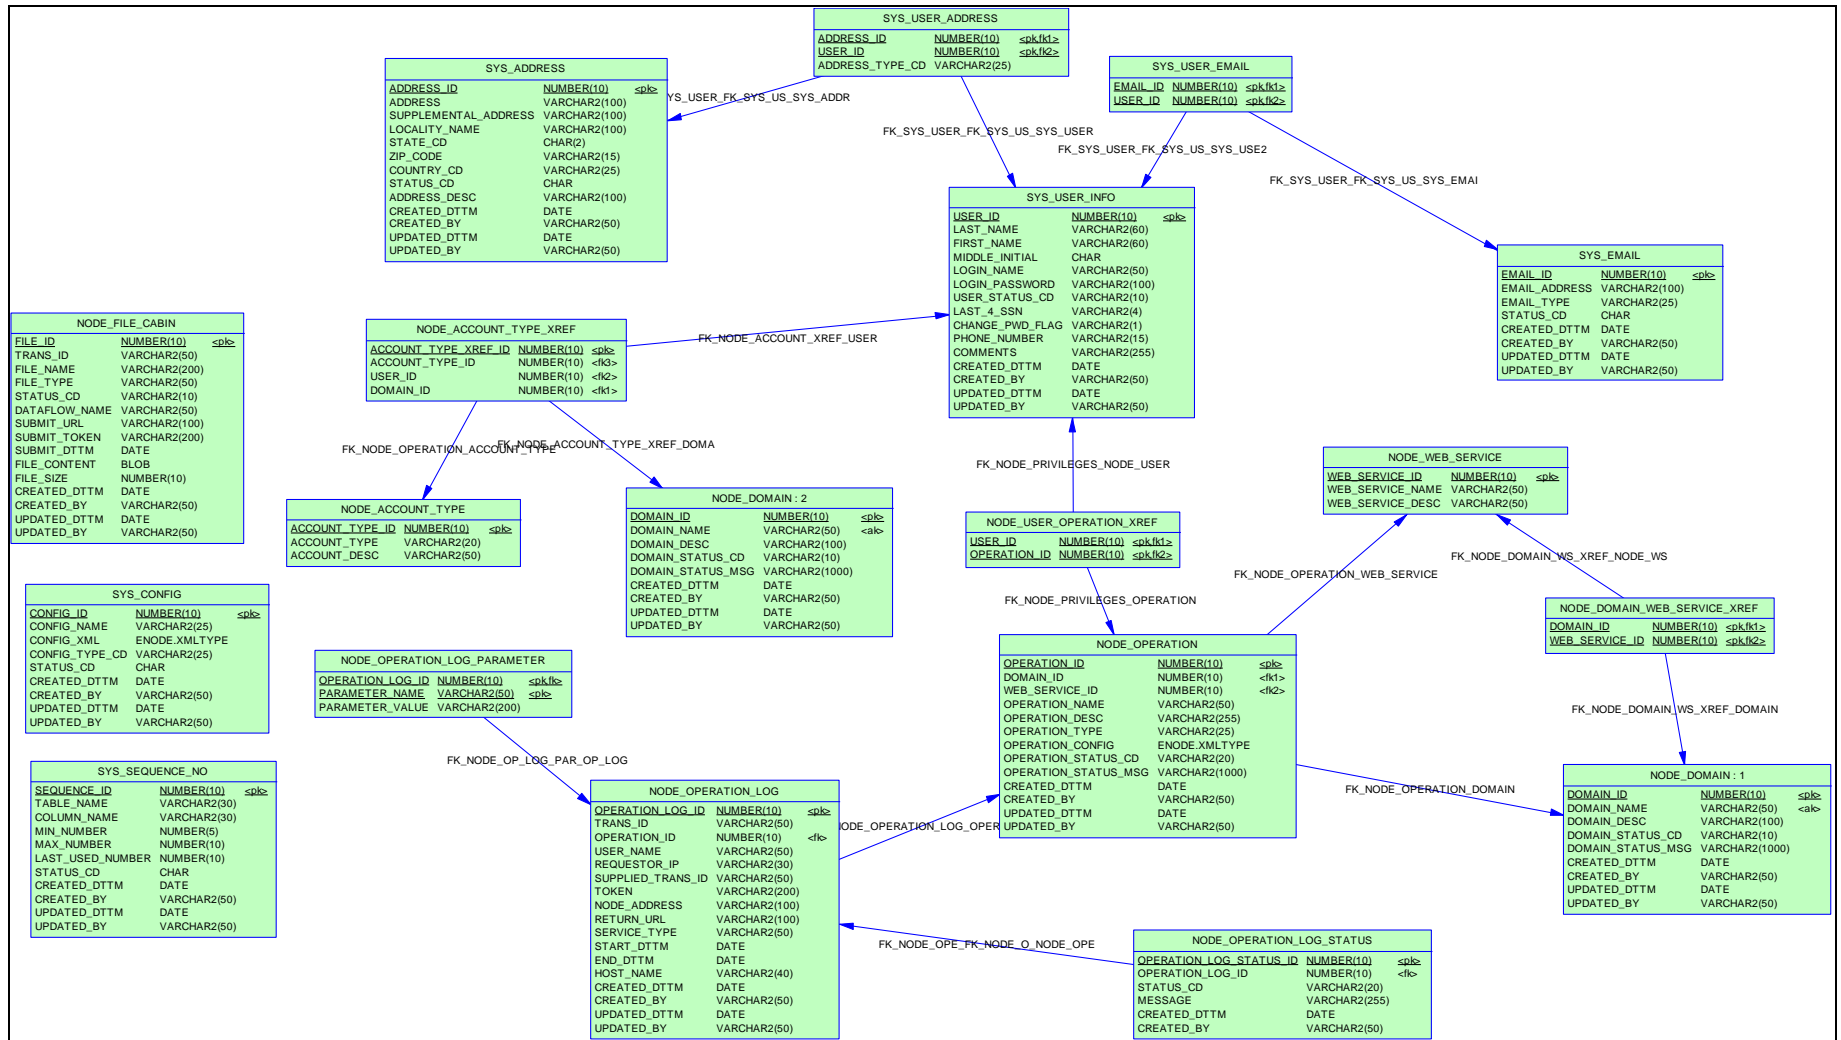 SYS_USER_ADDRESS
ADDRESS_ID NUMBER(10) <pk,fk1>
USER_ID NUMBER(10) <pk,fk2>
ADDRESS_TYPE_CD VARCHAR2(25)
SYS_ADDRESS
ADDRESS_ID NUMBER(10) <pk>
ADDRESS VARCHAR2(100)
SUPPLEMENTAL_ADDRESS VARCHAR2(100)
LOCALITY_NAME VARCHAR2(100)
STATE_CD CHAR(2)
ZIP_CODE VARCHAR2(15)
COUNTRY_CD VARCHAR2(25)
STATUS_CD CHAR
ADDRESS_DESC VARCHAR2(100)
CREATED_DTTM DATE
CREATED_BY VARCHAR2(50)
UPDATED_DTTM DATE
UPDATED_BY VARCHAR2(50)
YS_USER_FK_SYS_US_SYS_ADDR
SYS_USER_EMAIL
EMAIL_ID NUMBER(10) <pk,fk1>
USER_ID NUMBER(10) <pk,fk2>
FK_SYS_USER_FK_SYS_US_SYS_USER
FK_SYS_USER_FK_SYS_US_SYS_USE2
FK_SYS_USER_FK_SYS_US_SYS_EMAI
SYS_USER_INFO
USER_ID NUMBER(10) <pk>
LAST_NAME VARCHAR2(60)
FIRST_NAME VARCHAR2(60)
MIDDLE_INITIAL CHAR
LOGIN_NAME VARCHAR2(50)
LOGIN_PASSWORD VARCHAR2(100)
USER_STATUS_CD VARCHAR2(10)
LAST_4_SSN VARCHAR2(4)
CHANGE_PWD_FLAG VARCHAR2(1)
PHONE_NUMBER VARCHAR2(15)
COMMENTS VARCHAR2(255)
CREATED_DTTM DATE
CREATED_BY VARCHAR2(50)
UPDATED_DTTM DATE
UPDATED_BY VARCHAR2(50)
SYS_EMAIL
EMAIL_ID NUMBER(10) <pk>
EMAIL_ADDRESS VARCHAR2(100)
EMAIL_TYPE VARCHAR2(25)
STATUS_CD CHAR
CREATED_DTTM DATE
CREATED_BY VARCHAR2(50)
UPDATED_DTTM DATE
UPDATED_BY VARCHAR2(50)
NODE_FILE_CABIN
FILE_ID NUMBER(10) <pk>
TRANS_ID VARCHAR2(50)
FILE_NAME VARCHAR2(200)
FILE_TYPE VARCHAR2(50)
STATUS_CD VARCHAR2(10)
DATAFLOW_NAME VARCHAR2(50)
SUBMIT_URL VARCHAR2(100)
SUBMIT_TOKEN VARCHAR2(200)
SUBMIT_DTTM DATE
FILE_CONTENT BLOB
FILE_SIZE NUMBER(10)
CREATED_DTTM DATE
CREATED_BY VARCHAR2(50)
UPDATED_DTTM DATE
UPDATED_BY VARCHAR2(50)
NODE_ACCOUNT_TYPE_XREF
ACCOUNT_TYPE_XREF_ID NUMBER(10) <pk>
ACCOUNT_TYPE_ID NUMBER(10) <fk3>
USER_ID NUMBER(10) <fk2>
DOMAIN_ID NUMBER(10) <fk1>
FK_NODE_ACCOUNT_XREF_USER
FK_NODE_OPERATION_ACCOUNT_TYPE
FK_NODE_ACCOUNT_TYPE_XREF_DOMA
NODE_ACCOUNT_TYPE
ACCOUNT_TYPE_ID NUMBER(10) <pk>
ACCOUNT_TYPE VARCHAR2(20)
ACCOUNT_DESC VARCHAR2(50)
NODE_DOMAIN : 2
DOMAIN_ID NUMBER(10) <pk>
DOMAIN_NAME VARCHAR2(50) <ak>
DOMAIN_DESC VARCHAR2(100)
DOMAIN_STATUS_CD VARCHAR2(10)
DOMAIN_STATUS_MSG VARCHAR2(1000)
CREATED_DTTM DATE
CREATED_BY VARCHAR2(50)
UPDATED_DTTM DATE
UPDATED_BY VARCHAR2(50)
FK_NODE_PRIVILEGES_NODE_USER
NODE_USER_OPERATION_XREF
USER_ID NUMBER(10) <pk,fk1>
OPERATION_ID NUMBER(10) <pk,fk2>
FK_NODE_PRIVILEGES_OPERATION
NODE_WEB_SERVICE
WEB_SERVICE_ID NUMBER(10) <pk>
WEB_SERVICE_NAME VARCHAR2(50)
WEB_SERVICE_DESC VARCHAR2(50)
FK_NODE_DOMAIN_WS_XREF_NODE_WS
FK_NODE_OPERATION_WEB_SERVICE
NODE_DOMAIN_WEB_SERVICE_XREF
DOMAIN_ID NUMBER(10) <pk,fk1>
WEB_SERVICE_ID NUMBER(10) <pk,fk2>
FK_NODE_DOMAIN_WS_XREF_DOMAIN
SYS_CONFIG
CONFIG_ID NUMBER(10) <pk>
CONFIG_NAME VARCHAR2(25)
CONFIG_XML ENODE.XMLTYPE
CONFIG_TYPE_CD VARCHAR2(25)
STATUS_CD CHAR
CREATED_DTTM DATE
CREATED_BY VARCHAR2(50)
UPDATED_DTTM DATE
UPDATED_BY VARCHAR2(50)
NODE_OPERATION_LOG_PARAMETER
OPERATION_LOG_ID NUMBER(10) <pk,fk>
PARAMETER_NAME VARCHAR2(50) <pk>
PARAMETER_VALUE VARCHAR2(200)
FK_NODE_OP_LOG_PAR_OP_LOG
NODE_OPERATION
OPERATION_ID NUMBER(10) <pk>
DOMAIN_ID NUMBER(10) <fk1>
WEB_SERVICE_ID NUMBER(10) <fk2>
OPERATION_NAME VARCHAR2(50)
OPERATION_DESC VARCHAR2(255)
OPERATION_TYPE VARCHAR2(25)
OPERATION_CONFIG ENODE.XMLTYPE
OPERATION_STATUS_CD VARCHAR2(20)
OPERATION_STATUS_MSG VARCHAR2(1000)
CREATED_DTTM DATE
CREATED_BY VARCHAR2(50)
UPDATED_DTTM DATE
UPDATED_BY VARCHAR2(50)
FK_NODE_OPERATION_DOMAIN
NODE_DOMAIN : 1
DOMAIN_ID NUMBER(10) <pk>
DOMAIN_NAME VARCHAR2(50) <ak>
DOMAIN_DESC VARCHAR2(100)
DOMAIN_STATUS_CD VARCHAR2(10)
DOMAIN_STATUS_MSG VARCHAR2(1000)
CREATED_DTTM DATE
CREATED_BY VARCHAR2(50)
UPDATED_DTTM DATE
UPDATED_BY VARCHAR2(50)
SYS_SEQUENCE_NO
SEQUENCE_ID NUMBER(10) <pk>
TABLE_NAME VARCHAR2(30)
COLUMN_NAME VARCHAR2(30)
MIN_NUMBER NUMBER(5)
MAX_NUMBER NUMBER(10)
LAST_USED_NUMBER NUMBER(10)
STATUS_CD CHAR
CREATED_DTTM DATE
CREATED_BY VARCHAR2(50)
UPDATED_DTTM DATE
UPDATED_BY VARCHAR2(50)
NODE_OPERATION_LOG
OPERATION_LOG_ID NUMBER(10) <pk>
TRANS_ID VARCHAR2(50)
OPERATION_ID NUMBER(10) <fk>
USER_NAME VARCHAR2(50)
REQUESTOR_IP VARCHAR2(30)
SUPPLIED_TRANS_ID VARCHAR2(50)
TOKEN VARCHAR2(200)
NODE_ADDRESS VARCHAR2(100)
RETURN_URL VARCHAR2(100)
SERVICE_TYPE VARCHAR2(50)
START_DTTM DATE
END_DTTM DATE
HOST_NAME VARCHAR2(40)
CREATED_DTTM DATE
CREATED_BY VARCHAR2(50)
UPDATED_DTTM DATE
UPDATED_BY VARCHAR2(50)
NODE_OPERATION_LOG_OPER
FK_NODE_OPE_FK_NODE_O_NODE_OPE
NODE_OPERATION_LOG_STATUS
OPERATION_LOG_STATUS_ID NUMBER(10) <pk>
OPERATION_LOG_ID NUMBER(10) <fk>
STATUS_CD VARCHAR2(20)
MESSAGE VARCHAR2(255)
CREATED_DTTM DATE
CREATED_BY VARCHAR2(50)